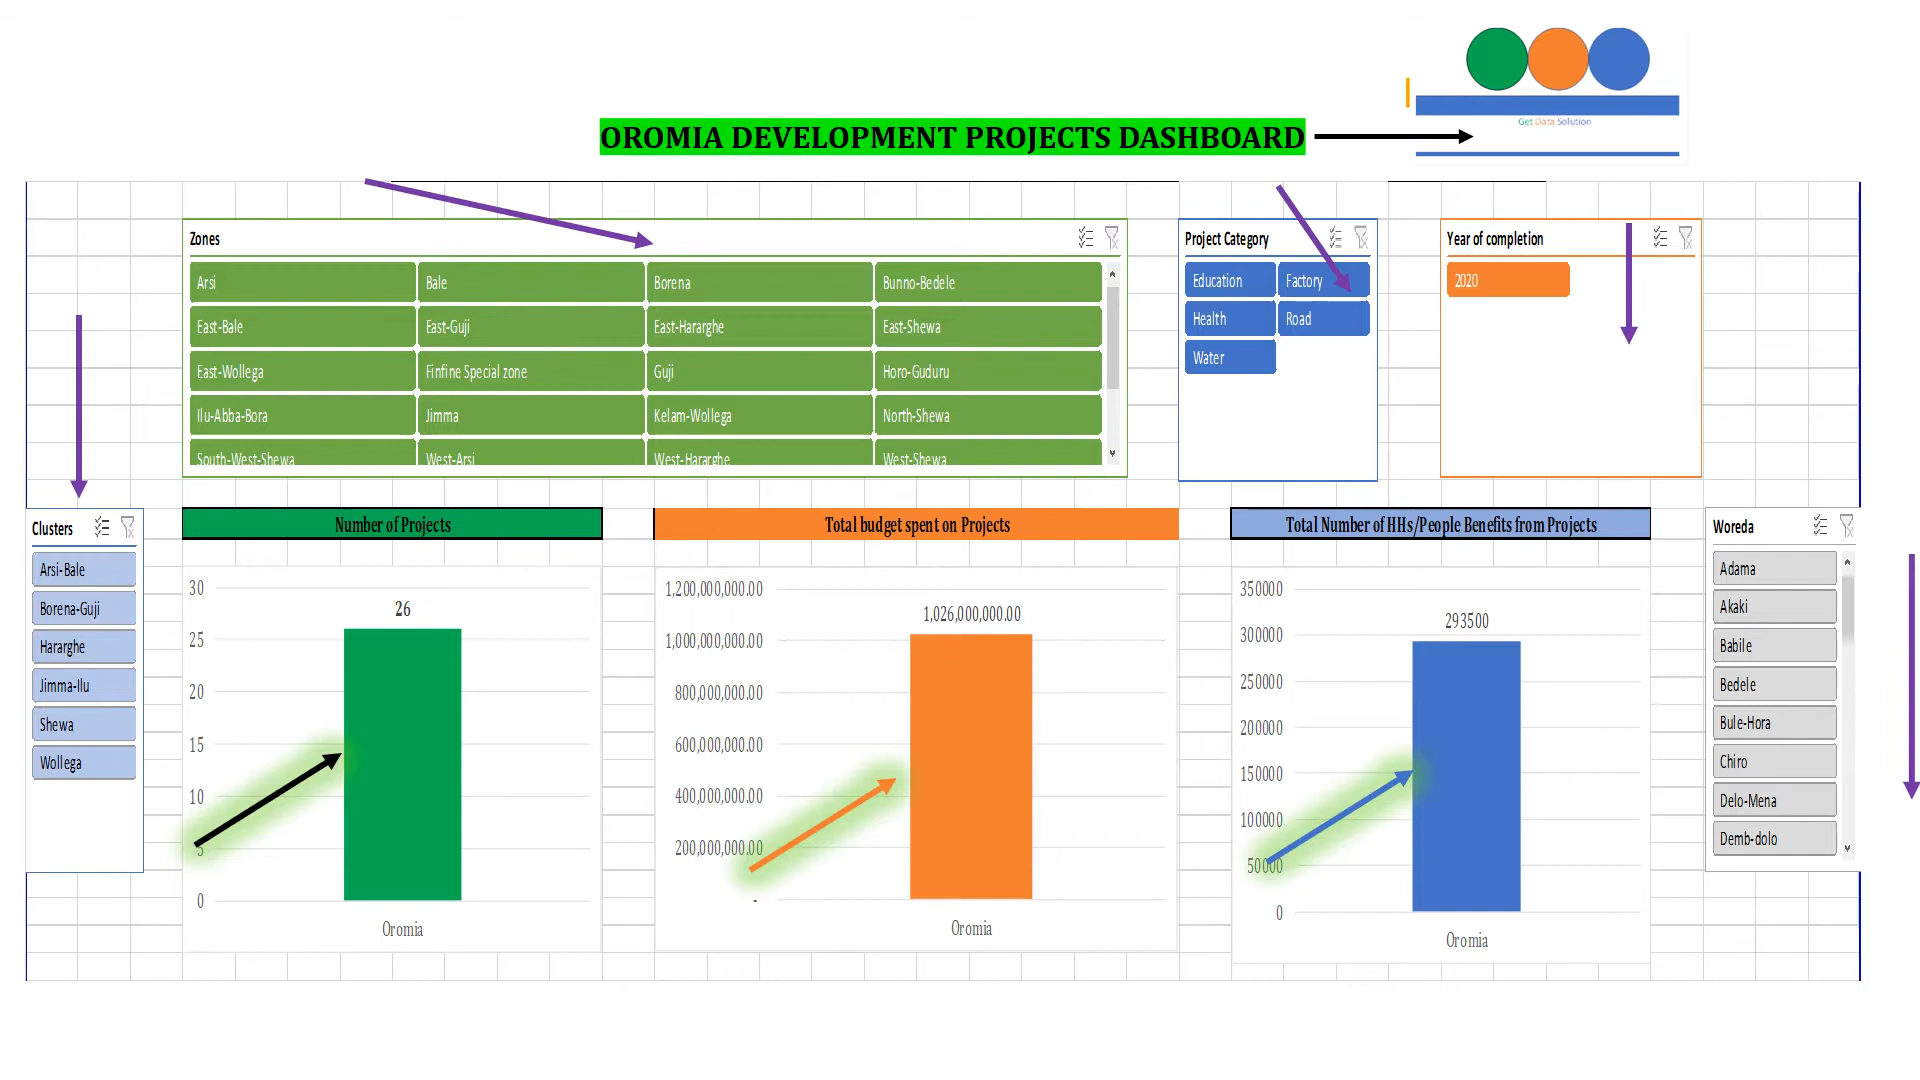 Get Data Solution
OROMIA DEVELOPMENT PROJECTS DASHBOARD
Zones
Arsi Bale Borena Bunno-Bedele
East-Bale East-Guji East-Hararghe East-Shewa
East-Wollega Finfine Special zone Guji Horo-Guduru
Ilu-Abba-Bora Jimma Kelam-Wollega North-Shewa
South-West-Shewa West-Arsi West-Hararghe West-Shewa
Project Category
Education Factory
Health Road
Water
Year of completion
2020
Clusters
Arsi-Bale
Borena-Guji
Hararghe
Jimma-Ilu
Shewa
Wollega
Number of Projects
30
26
25
20
15
10
5
0
Oromia
Total budget spent on Projects
1,200,000,000.00
1,026,000,000.00
1,000,000,000.00
800,000,000.00
600,000,000.00
400,000,000.00
200,000,000.00
-
Oromia
Total Number of HHs/People Benefits from Projects
350000
293500
300000
250000
200000
150000
100000
50000
0
Oromia
Woreda
Adama
Akaki
Babile
Bedele
Bule-Hora
Chiro
Delo-Mena
Demb-dolo